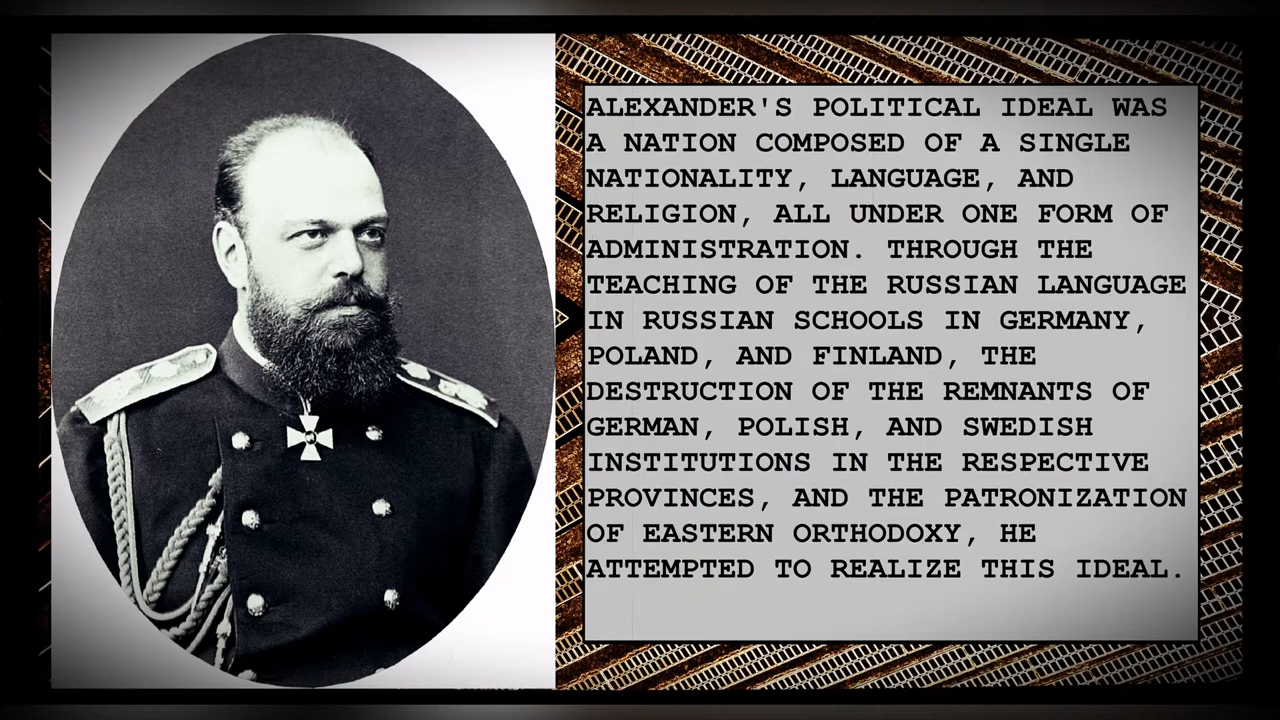 ALEXANDER'S POLITICAL IDEAL WAS
A NATION COMPOSED OF A SINGLE
NATIONALITY, LANGUAGE, AND
RELIGION, ALL UNDER ONE FORM OF
ADMINISTRATION. THROUGH THE
TEACHING OF THE RUSSIAN LANGUAGE
IN RUSSIAN SCHOOLS IN GERMANY,
POLAND, AND FINLAND, THE
DESTRUCTION OF THE REMNANTS OF
GERMAN, POLISH, AND SWEDISH
INSTITUTIONS IN THE RESPECTIVE
PROVINCES, AND THE PATRONIZATION
OF EASTERN ORTHODOXY, HE
ATTEMPTED TO REALIZE THIS IDEAL.